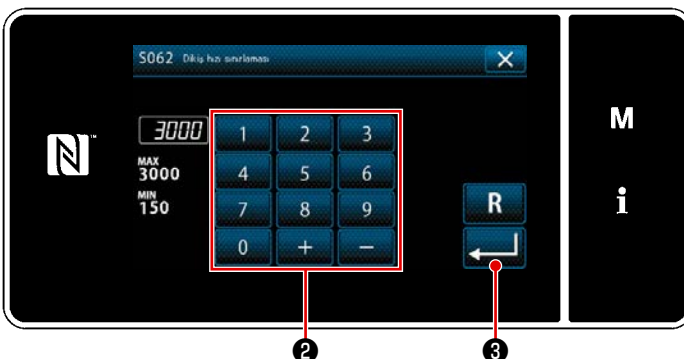 S062 Dikiş hızı sınırlaması
3000
MAX
3000
MIN
150
1 2 3
4 5 6
7 8 9
0 + −
R
M
i
N™
❷ ❸